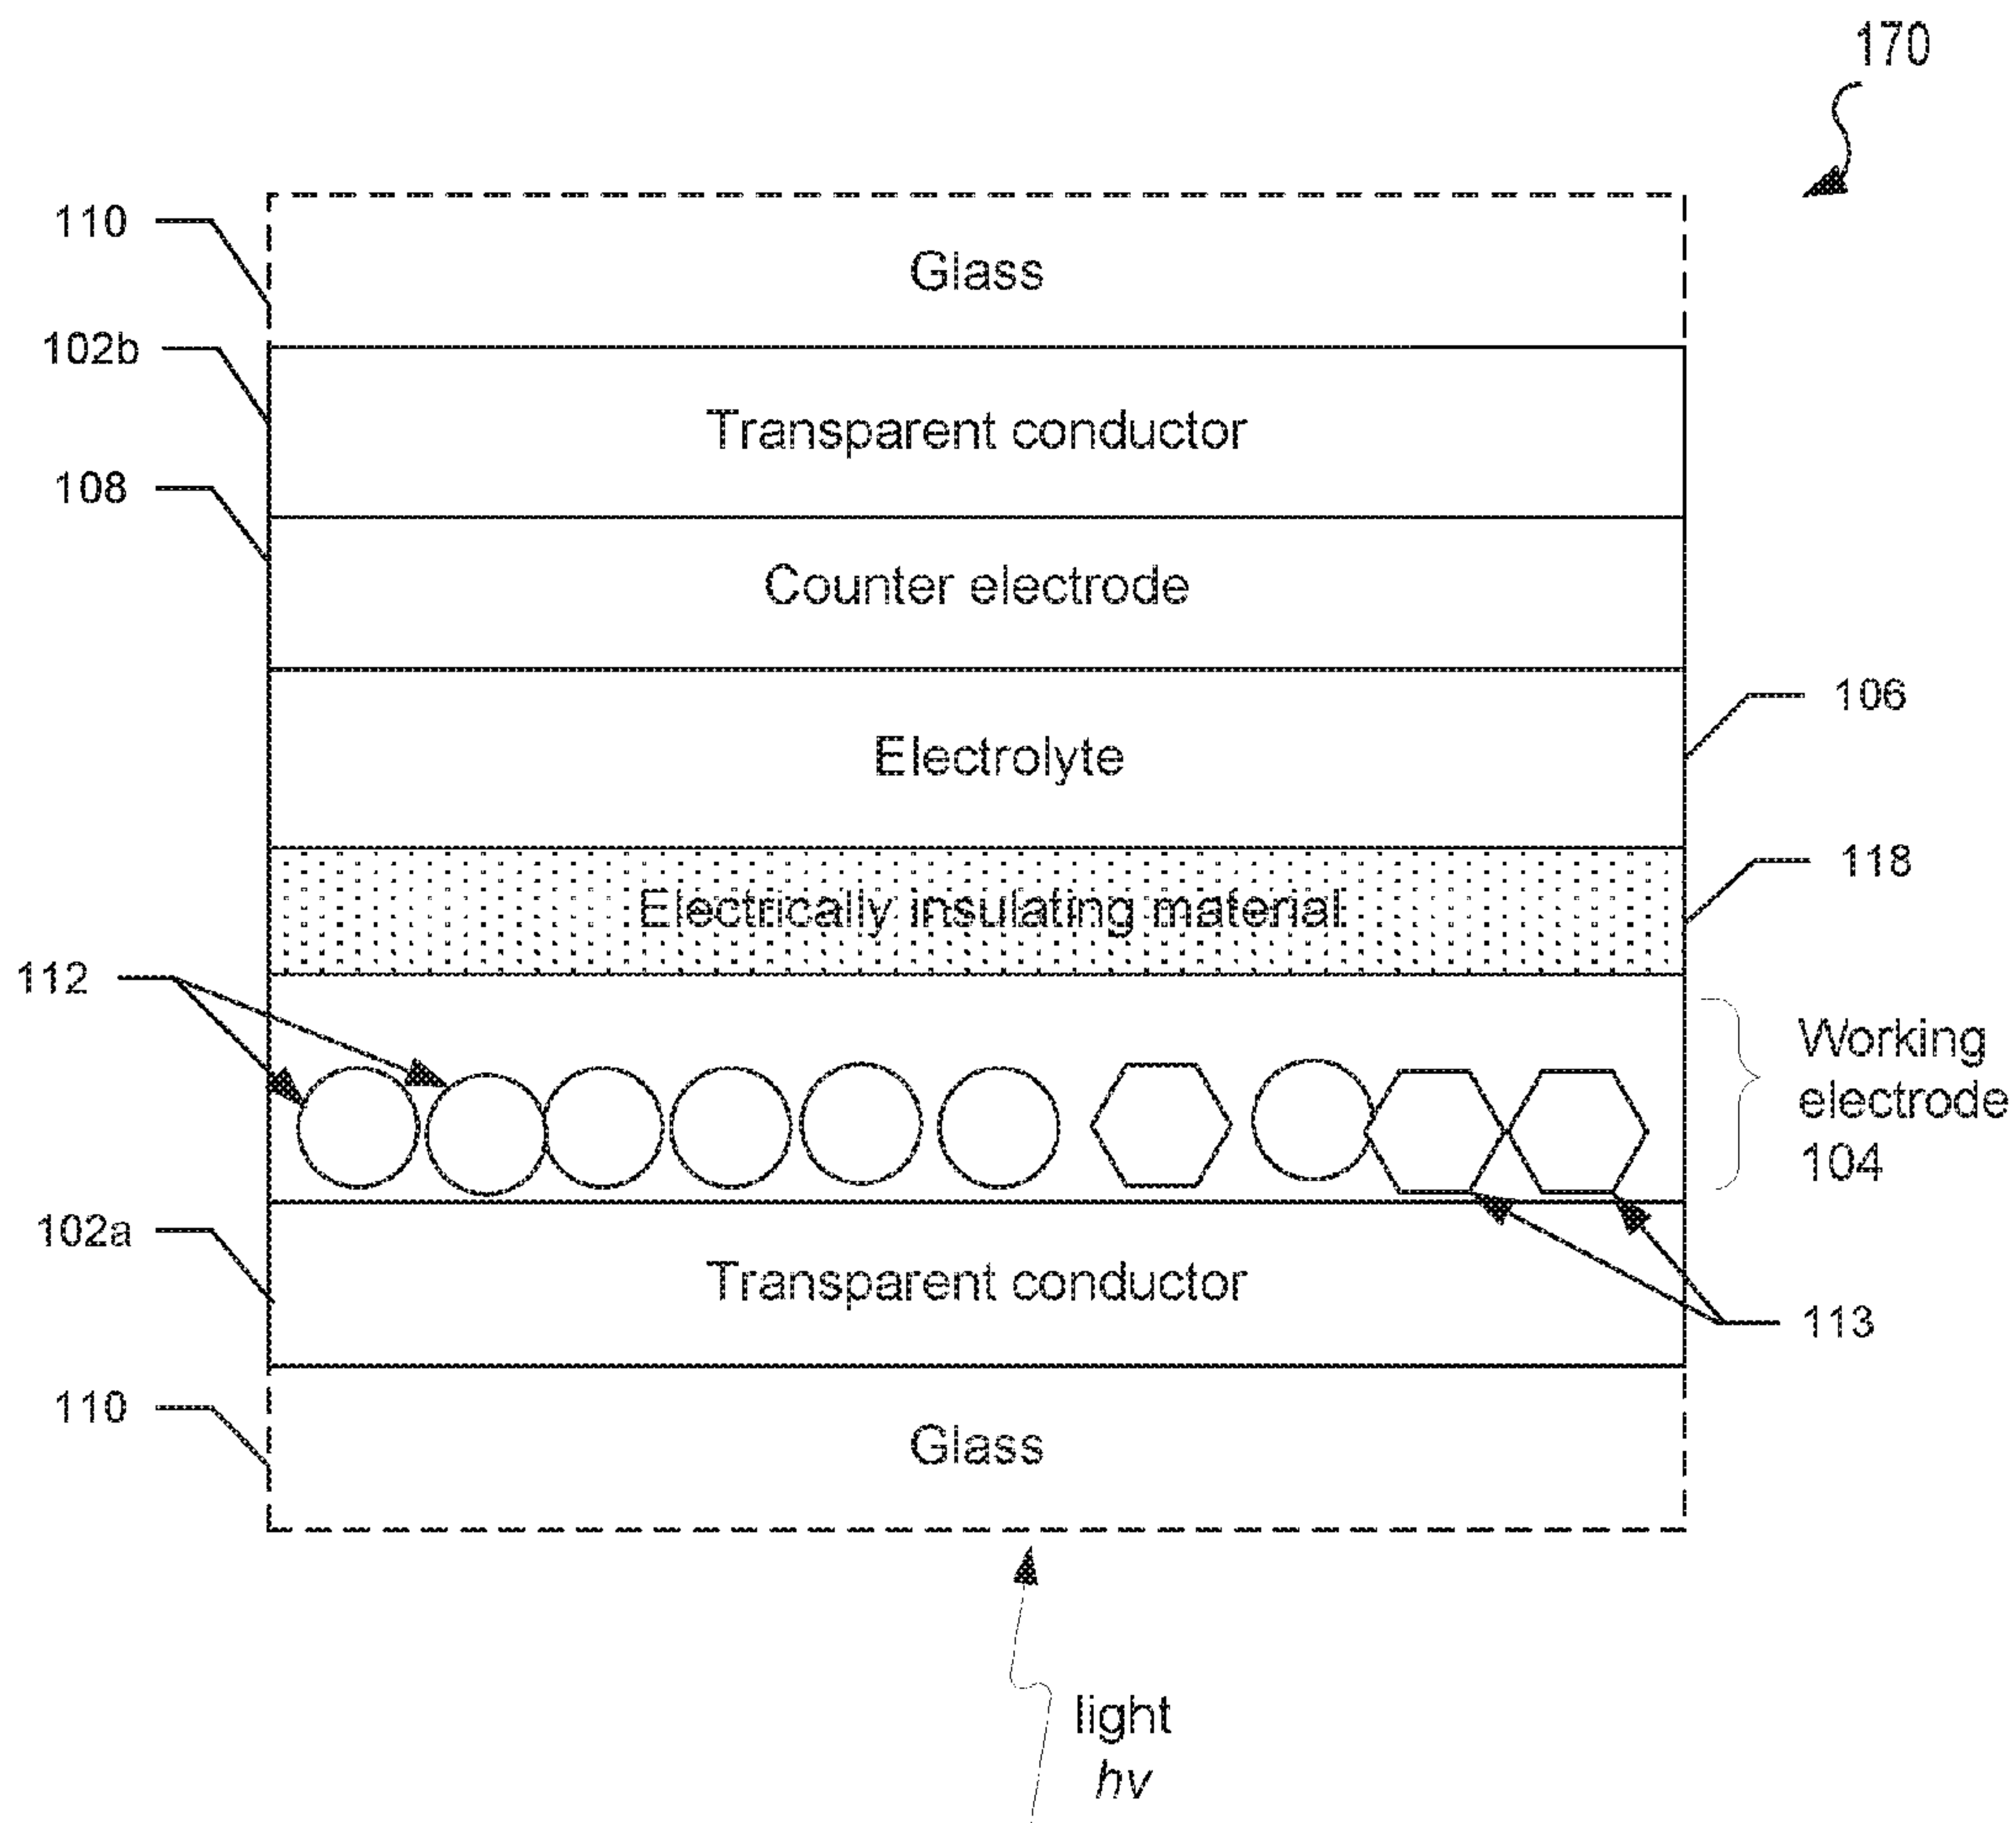 170
110
Glass
102b
Transparent conductor
108
Counter electrode
106
Electrolyte
118
Electrically insulating material
112
Working
electrode
104
102a
Transparent conductor
113
110
Glass
light
hv